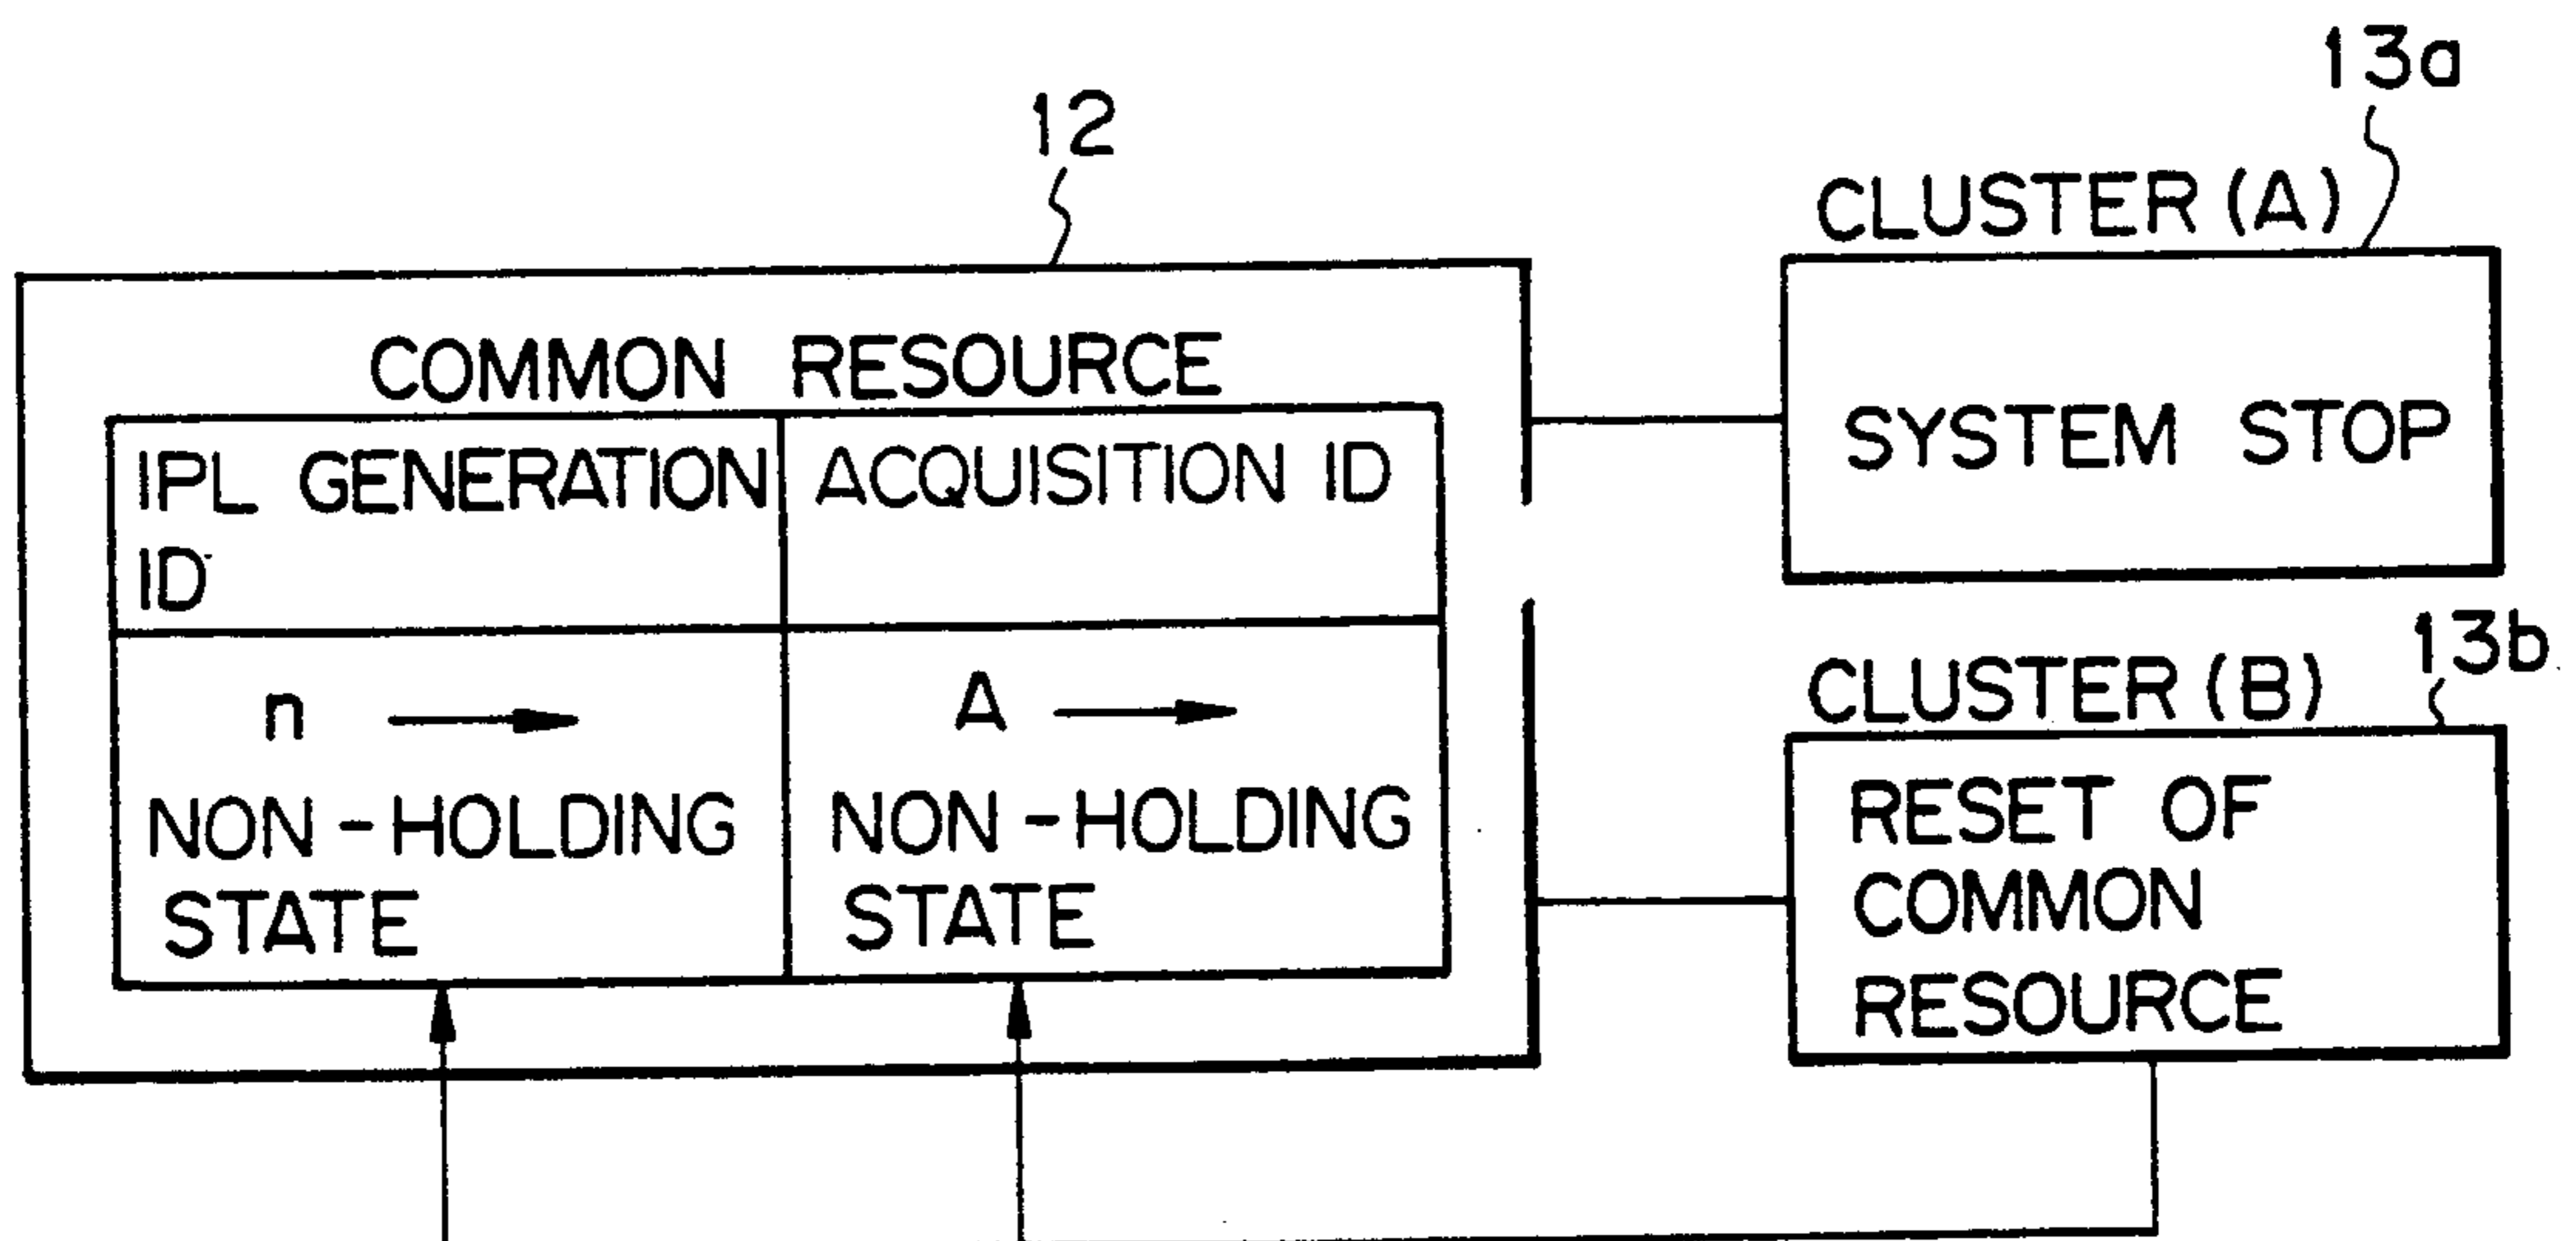 12
COMMON RESOURCE
IPL GENERATION
ID
ACQUISITION ID
n →
NON-HOLDING
STATE
A →
NON-HOLDING
STATE
13a
CLUSTER (A)
SYSTEM STOP
13b
CLUSTER (B)
RESET OF
COMMON
RESOURCE